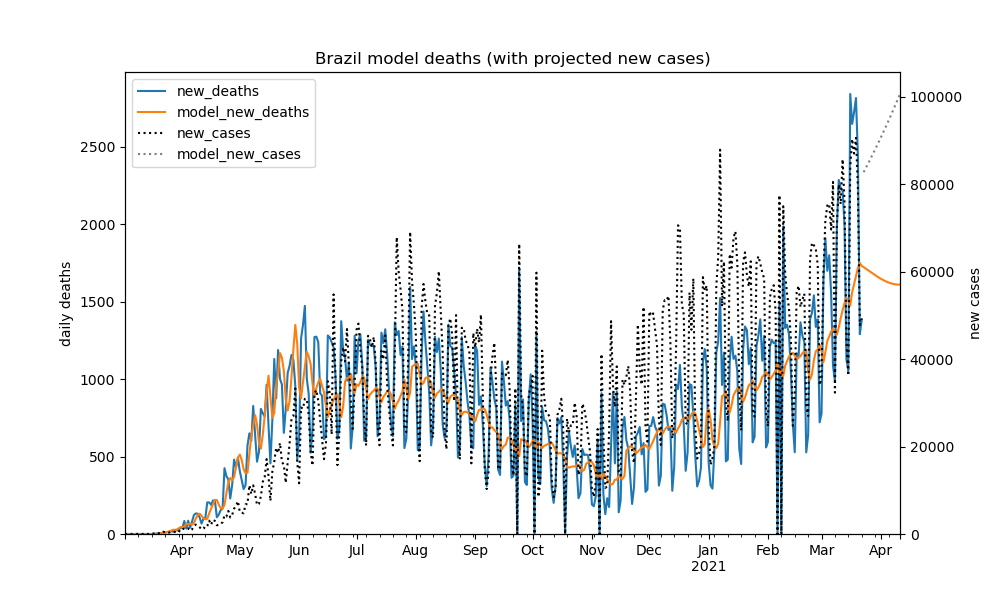 Brazil model deaths (with projected new cases)
new_deaths
model_new_deaths
new_cases
model_new_cases
daily deaths
2500
2000
1500
1000
500
0
100000
80000
60000
40000
20000
0
new cases
Apr May Jun Jul Aug Sep Oct Nov Dec Jan Feb Mar Apr
2021